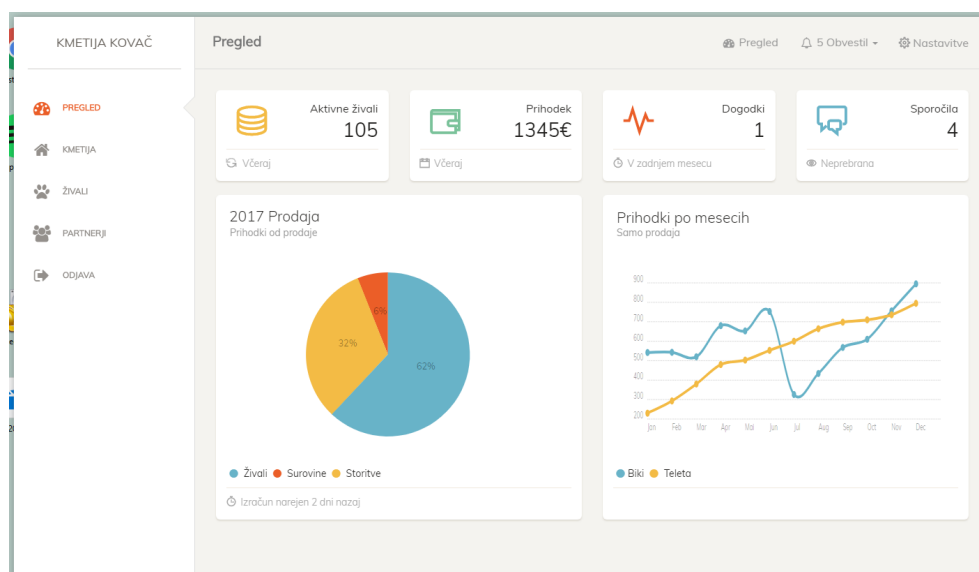 KMETIJA KOVAČ
PREGLED
KMETIJA
ŽIVALI
PARTNERJI
ODJAVA
Pregled
Pregled
5 Obvestil
Nastavitve
Aktivne živali
105
Včeraj
Prihodek
1345€
Včeraj
Dogodki
1
V zadnjem mesecu
Sporočila
4
Neprebrana
2017 Prodaja
Prihodki od prodaje
6%
32%
62%
Živali Surovine Storitve
Izračun narejen 2 dni nazaj
Prihodki po mesecih
Samo prodaja
900
800
700
600
500
400
300
200
Jan Feb Mar Apr Mai Jun Jul Aug Sep Oct Nov Dec
Biki Teleta